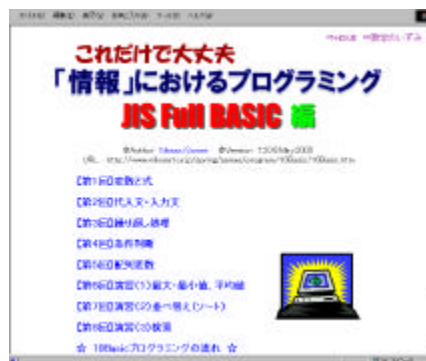 これだけで大丈夫
「情報」におけるプログラミング
JIS Full BASIC 編
【第1回】変数と式
【第2回】代入文・入力文
【第3回】繰り返し処理
【第4回】条件判断
【第5回】配列変数
【第6回】演習(1)最大・最小値、平均値
【第7回】演習(2)並べ替え(ソート)
【第8回】演習(3)検索
☆ 10Basicプログラミングの流れ ☆